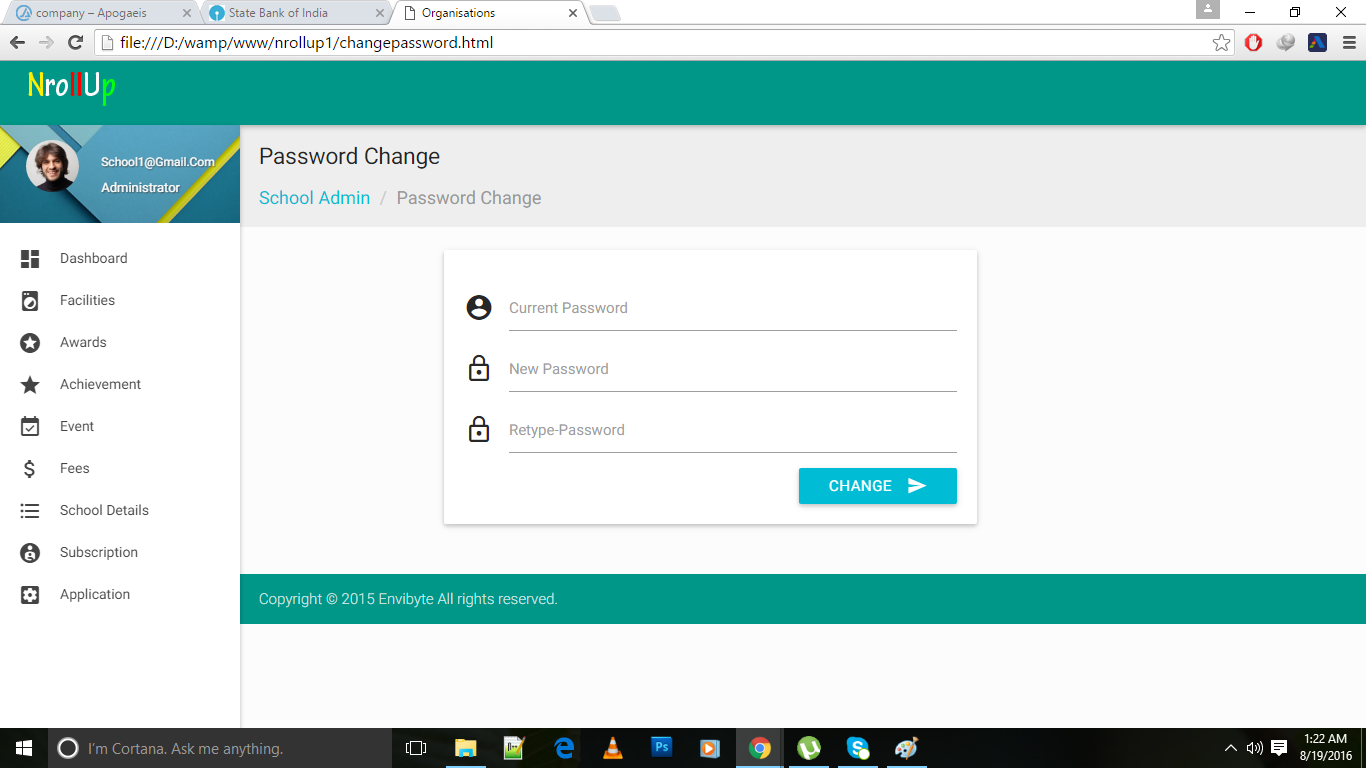 company – Apogaeis
State Bank of India
Organisations
file:///D:/wamp/www/nrollup1/changepassword.html
NrollUp
School1@Gmail.Com
Administrator
Password Change
School Admin / Password Change
Dashboard
Facilities
Awards
Achievement
Event
Fees
School Details
Subscription
Application
Current Password
New Password
Retype-Password
CHANGE
Copyright © 2015 Envibyte All rights reserved.
I'm Cortana. Ask me anything.
Ps
1:22 AM
8/19/2016